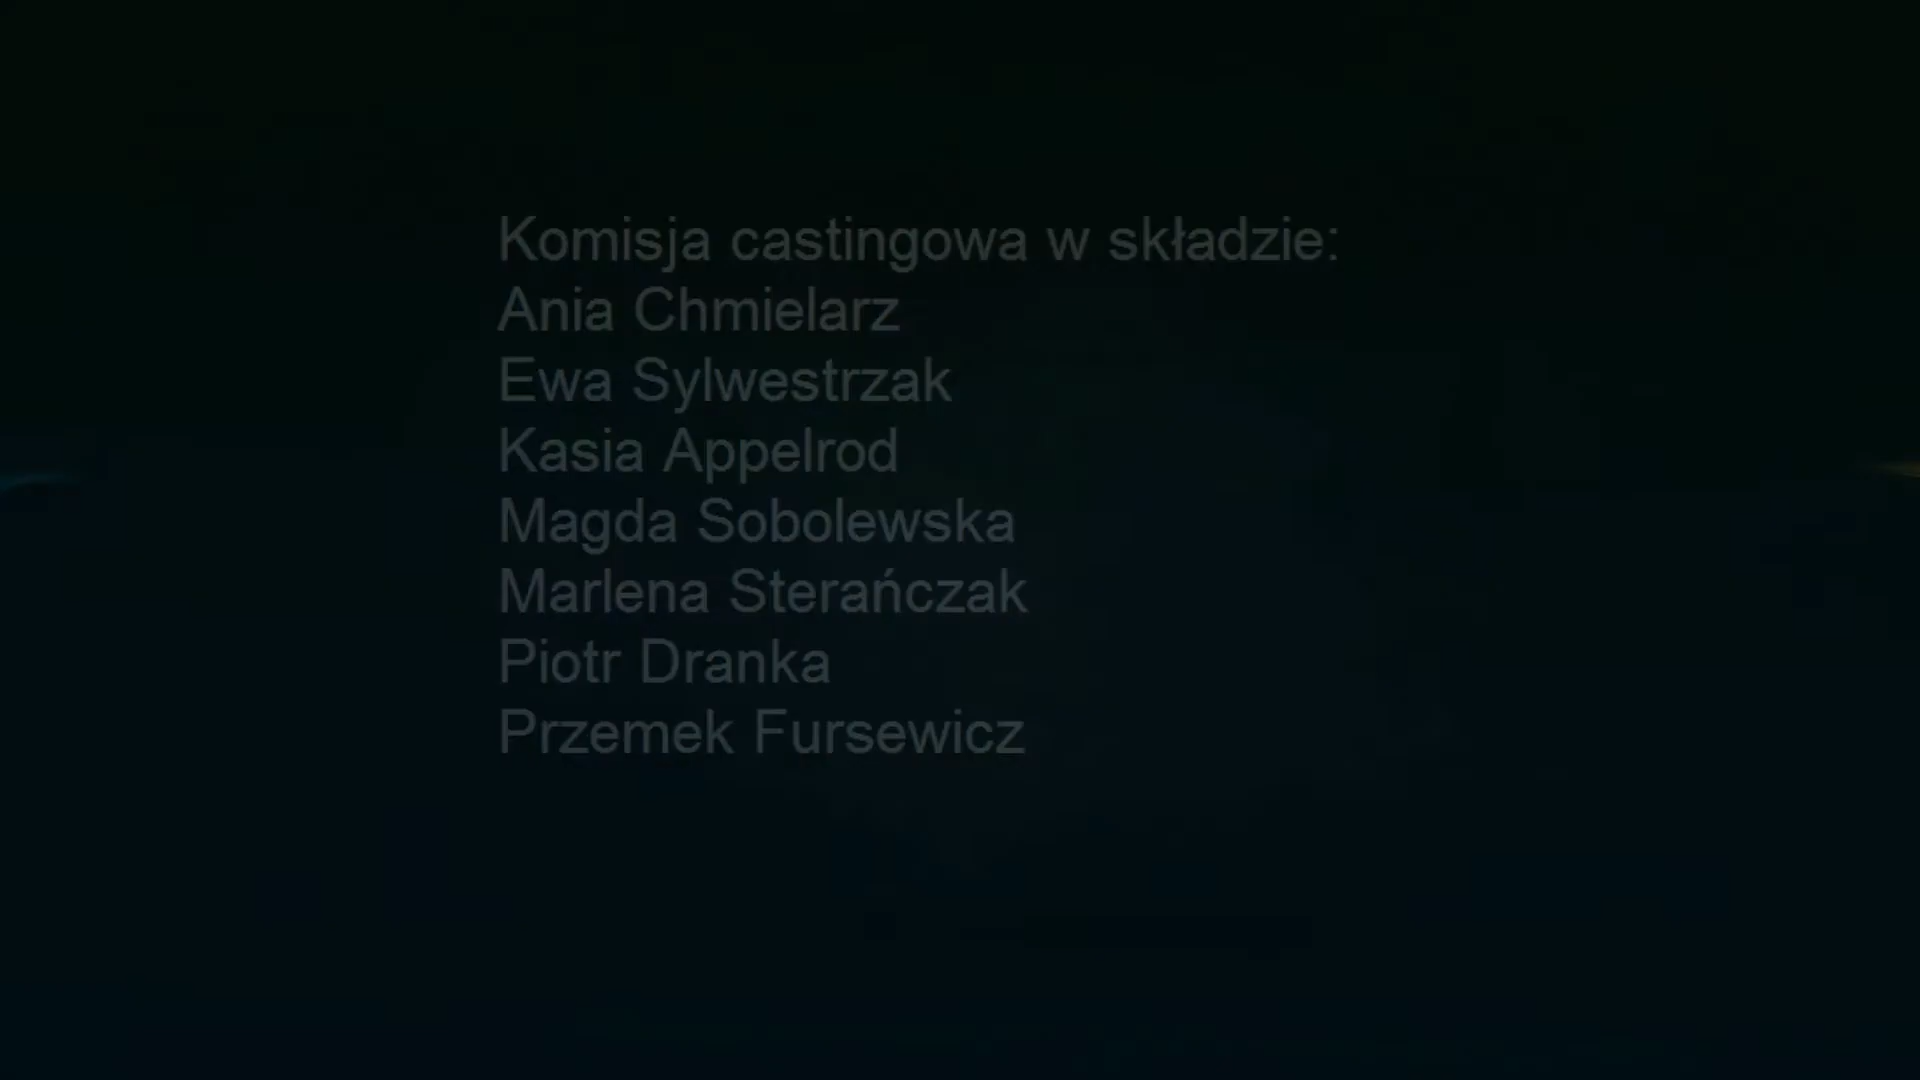 Komisja castingowa w składzie:
Ania Chmielarz
Ewa Sylwestrzak
Kasia Appelrod
Magda Sobolewska
Marlena Sterańczak
Piotr Dranka
Przemek Fursewicz